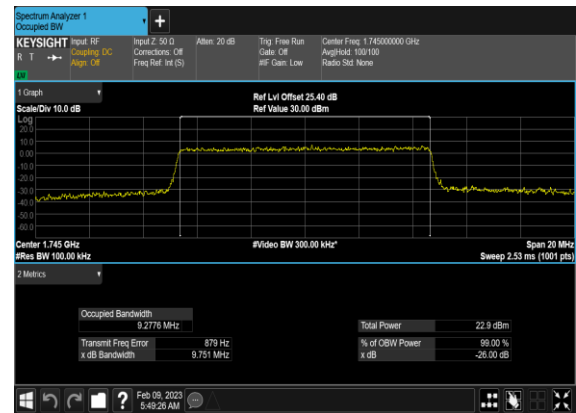 Spectrum Analyzer 1
Occupied BW
+
KEYSIGHT
R T
LU
Input: RF
Coupling: DC
Align: Off
Input Z: 50 Ω
Corrections: Off
Freq Ref: Int (S)
Atten: 20 dB
Trig: Free Run
Gate: Off
#IF Gain: Low
Center Freq: 1.745000000 GHz
Avg|Hold: 100/100
Radio Std: None
1 Graph
Scale/Div 10.0 dB
Ref Lvl Offset 25.40 dB
Ref Value 30.00 dBm
Log
20.0
10.0
0.00
-10.0
-20.0
-30.0
-40.0
-50.0
-60.0
Center 1.745 GHz
#Video BW 300.00 kHz*
Span 20 MHz
#Res BW 100.00 kHz
Sweep 2.53 ms (1001 pts)
2 Metrics
Occupied Bandwidth
9.2776 MHz
Total Power 22.9 dBm
Transmit Freq Error 879 Hz
% of OBW Power 99.00 %
x dB Bandwidth 9.751 MHz
x dB -26.00 dB
?
Feb 09, 2023
5:49:26 AM